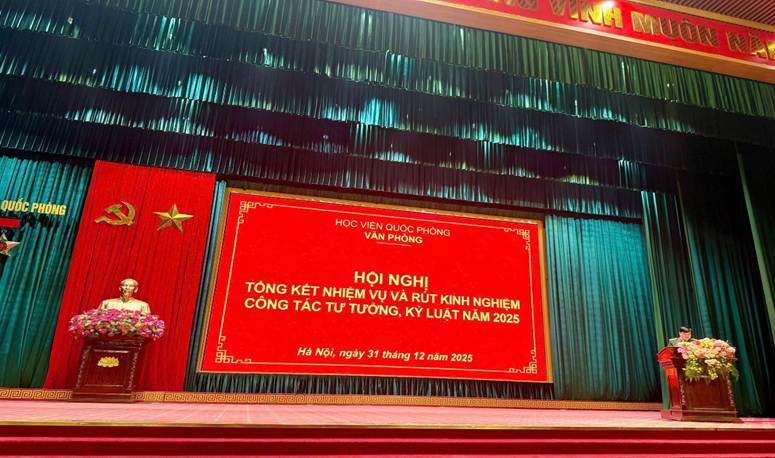 VINH MUÔN NĂ
QUỐC PHÒNG
HỌC VIỆN QUỐC PHÒNG
VĂN PHÒNG
HỘI NGHỊ
TỔNG KẾT NHIỆM VỤ VÀ RÚT KINH NGHIỆM
CÔNG TÁC TƯ TƯỞNG, KỶ LUẬT NĂM 2025
Hà Nội, ngày 31 tháng 12 năm 2025